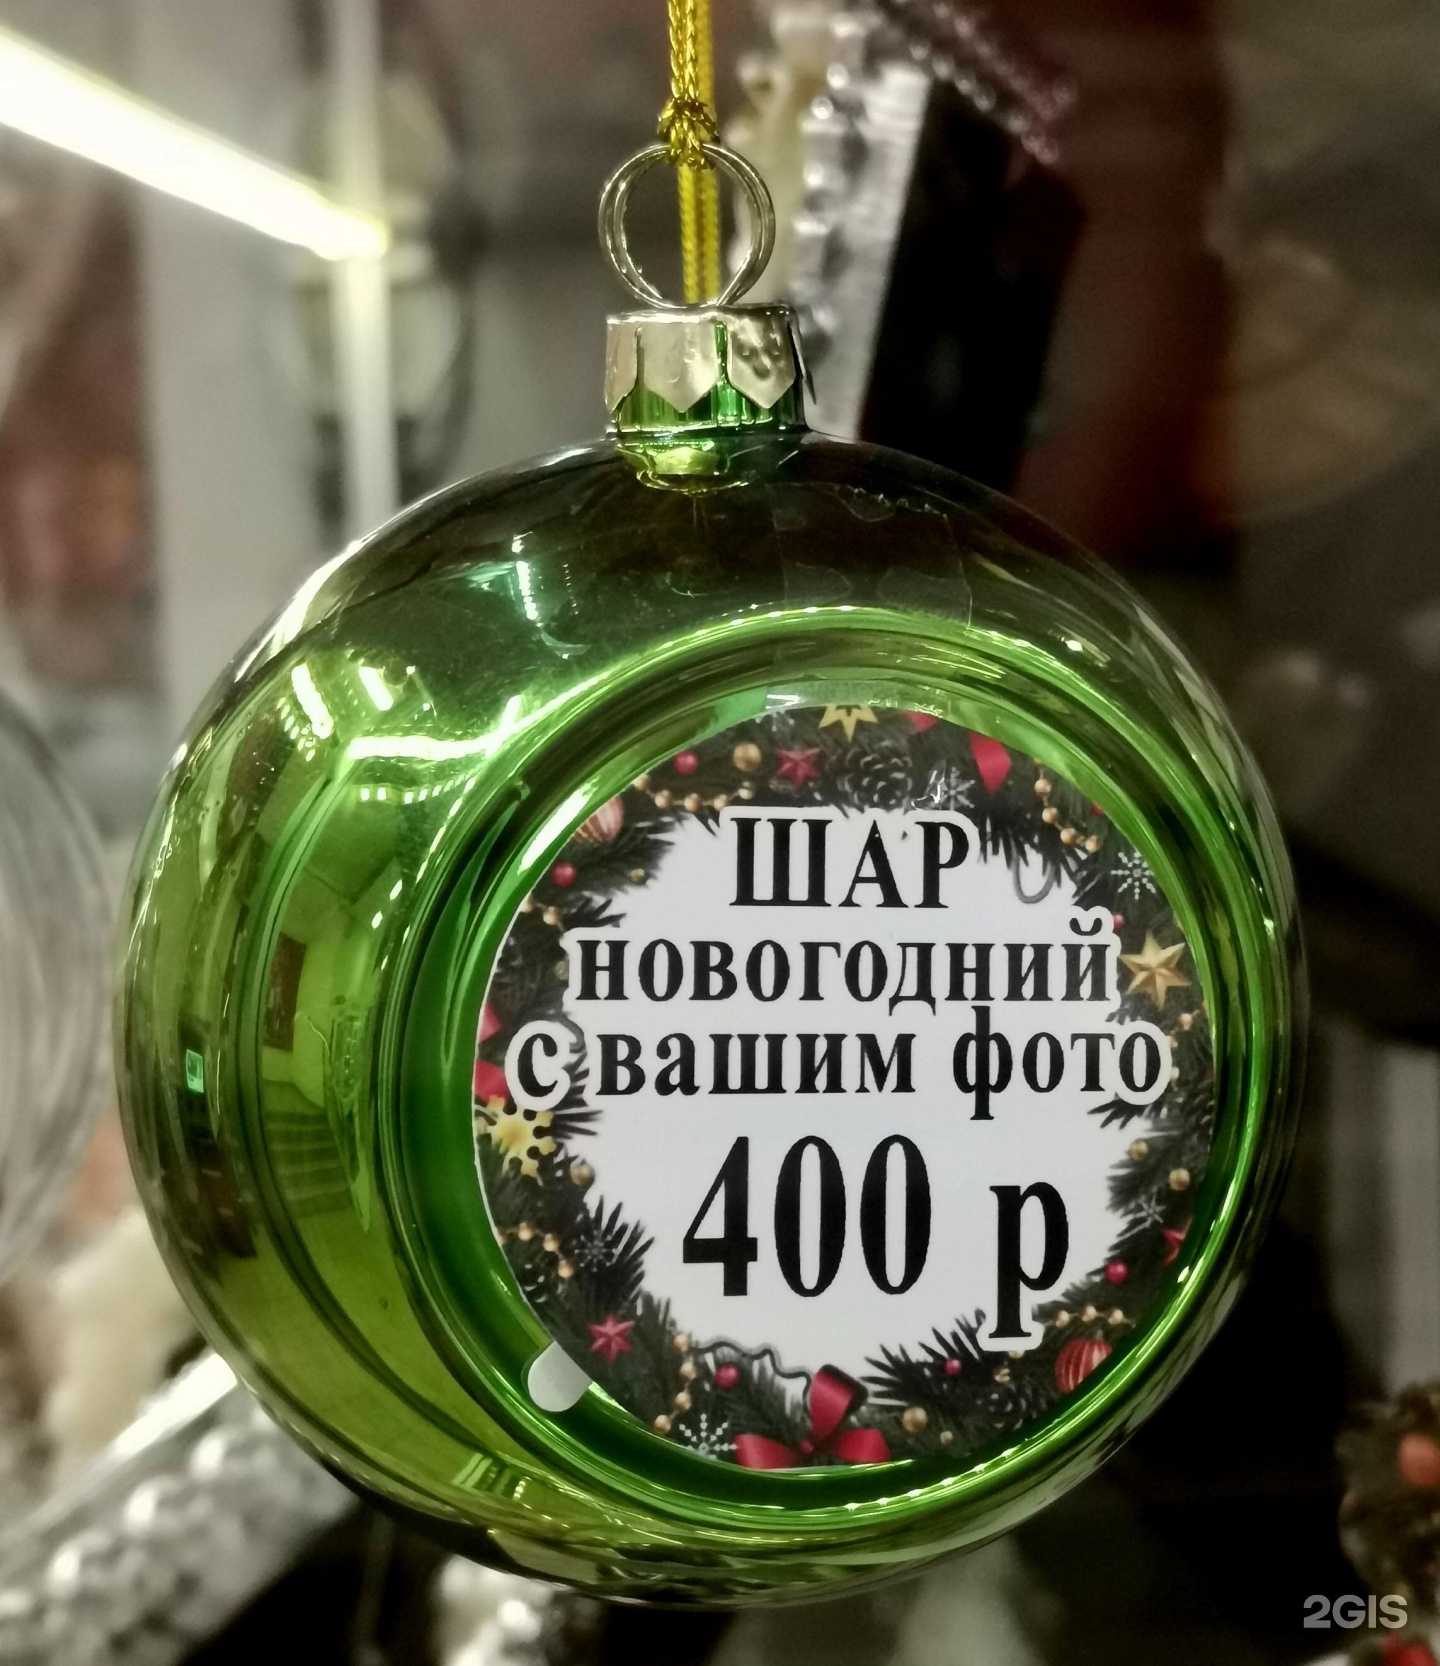 ШАР
новогодний
с вашим фото
400 р
2GIS